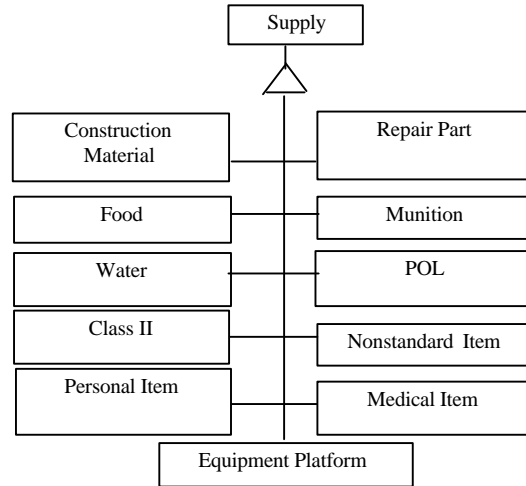 Supply
Construction
Material
Repair Part
Food
Munition
Water
POL
Class II
Nonstandard Item
Personal Item
Medical Item
Equipment Platform